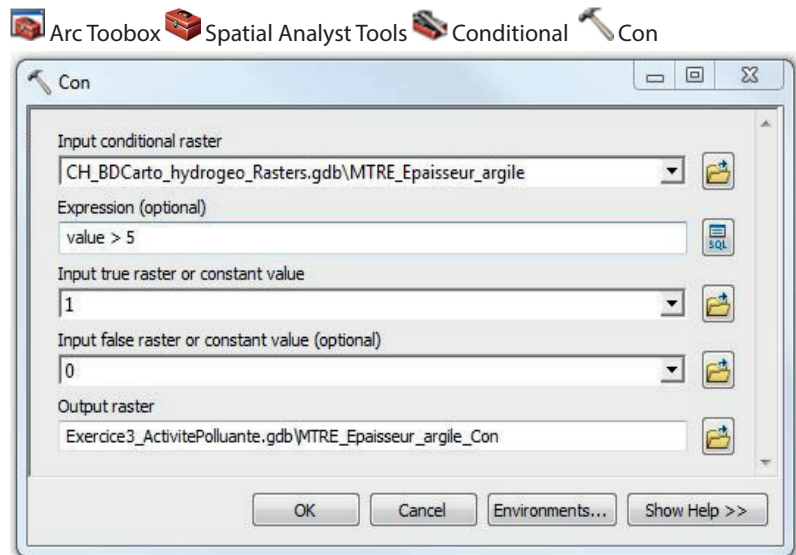 Arc Toobox Spatial Analyst Tools Conditional Con
Con
Input conditional raster
CH_BDCarto_hydrogeo_Rasters.gdb\MTRE_Epaisseur_argile
Expression (optional)
value > 5
SQL
Input true raster or constant value
1
Input false raster or constant value (optional)
0
Output raster
Exercice3_ActivitePolluante.gdb\MTRE_Epaisseur_argile_Con
OK Cancel Environments... Show Help >>